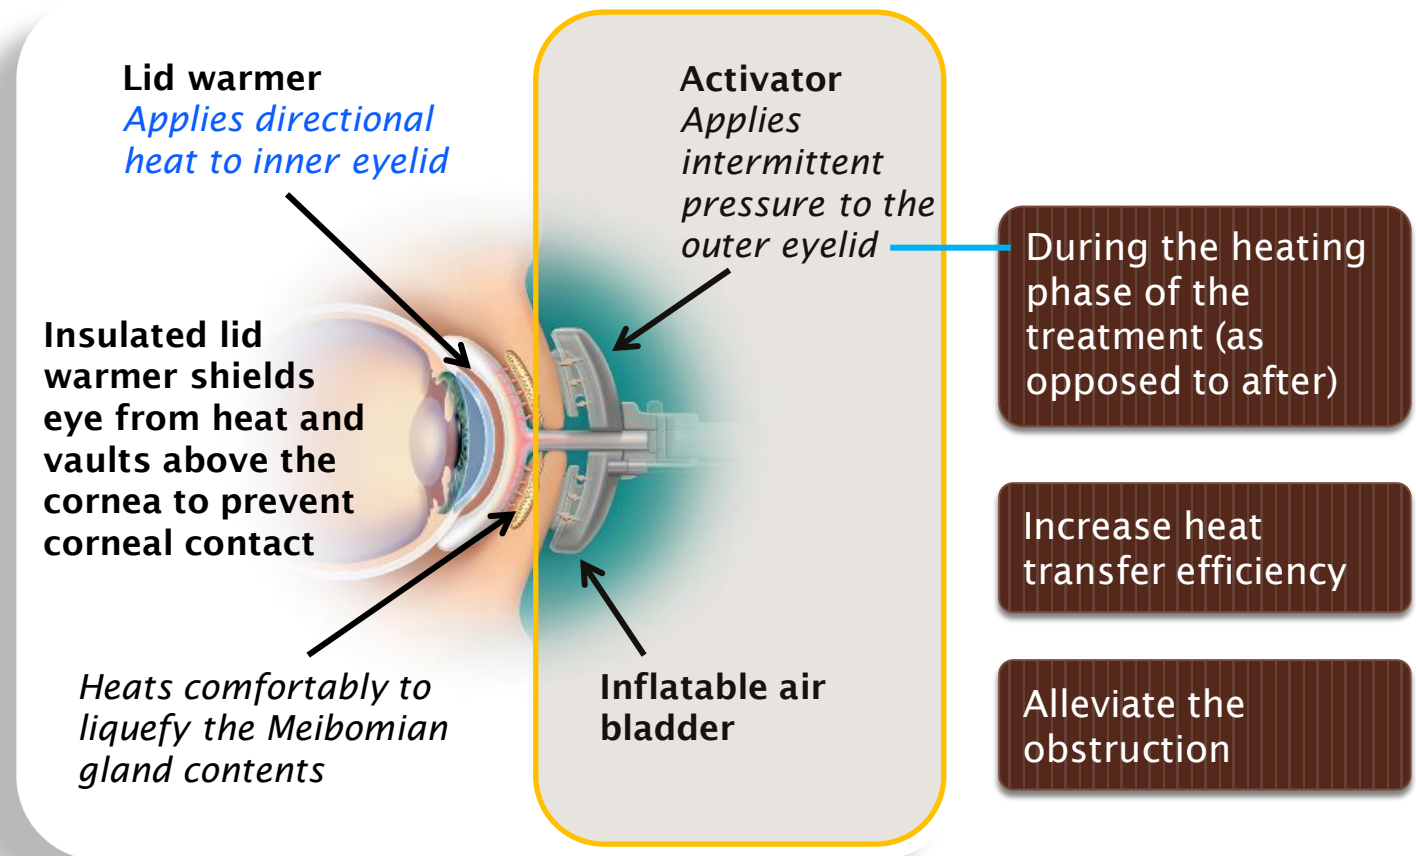 Lid warmer
Applies directional
heat to inner eyelid
Insulated lid
warmer shields
eye from heat and
vaults above the
cornea to prevent
corneal contact
Heats comfortably to
liquefy the Meibomian
gland contents
Activator
Applies
intermittent
pressure to the
outer eyelid
Inflatable air
bladder
During the heating
phase of the
treatment (as
opposed to after)
Increase heat
transfer efficiency
Alleviate the
obstruction